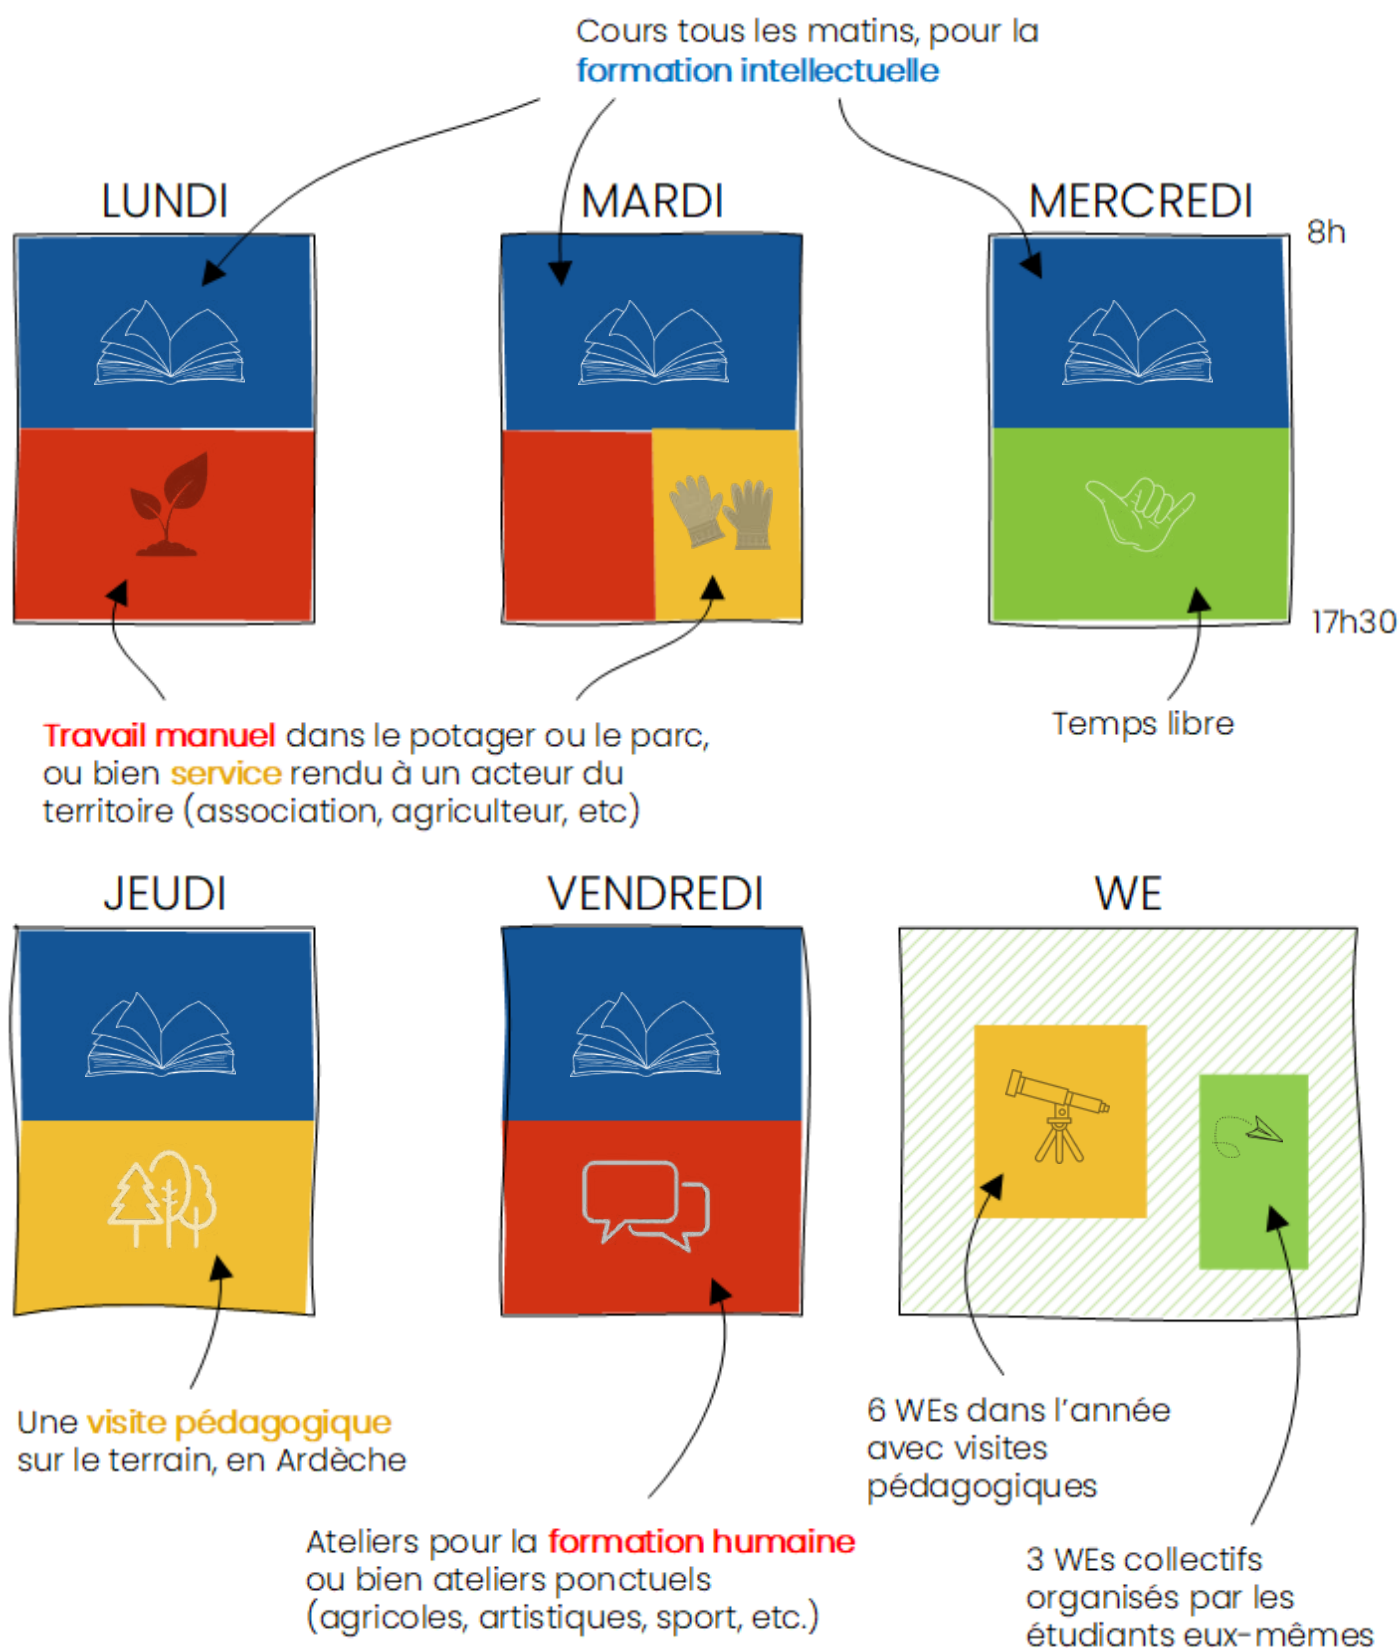 Cours tous les matins, pour la
formation intellectuelle
LUNDI
MARDI
MERCREDI
8h
17h30
Travail manuel dans le potager ou le parc,
ou bien service rendu à un acteur du
territoire (association, agriculteur, etc)
Temps libre
JEUDI
VENDREDI
WE
Une visite pédagogique
sur le terrain, en Ardèche
6 WEs dans l'année
avec visites
pédagogiques
Ateliers pour la formation humaine
ou bien ateliers ponctuels
(agricoles, artistiques, sport, etc.)
3 WEs collectifs
organisés par les
étudiants eux-mêmes